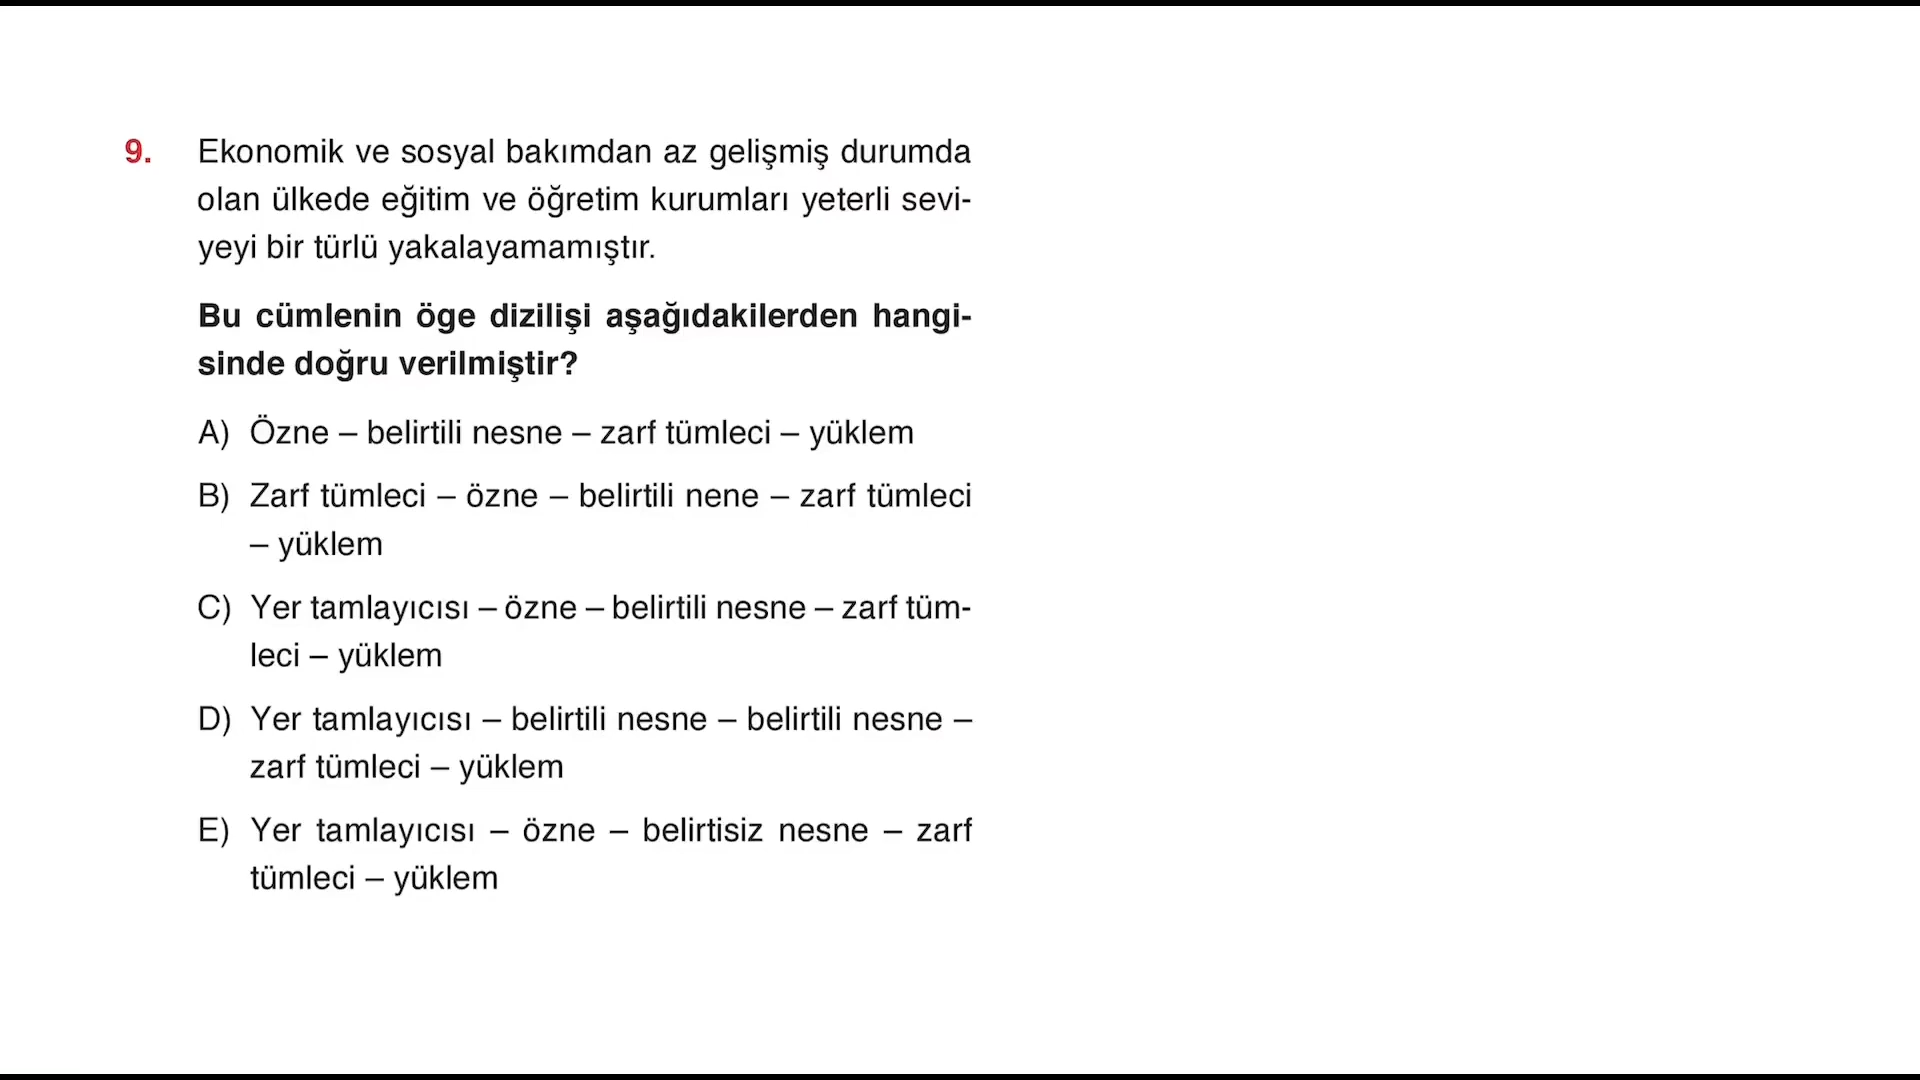 9. Ekonomik ve sosyal bakımdan az gelişmiş durumda
olan ülkede eğitim ve öğretim kurumları yeterli sevi-
yeyi bir türlü yakalayamamıştır.
Bu cümlenin öge dizilişi aşağıdakilerden hangi-
sinde doğru verilmiştir?
A) Özne – belirtili nesne – zarf tümleci – yüklem
B) Zarf tümleci – özne – belirtili nene – zarf tümleci
– yüklem
C) Yer tamlayıcısı – özne – belirtili nesne – zarf tüm-
leci – yüklem
D) Yer tamlayıcısı – belirtili nesne – belirtili nesne –
zarf tümleci – yüklem
E) Yer tamlayıcısı – özne – belirtisiz nesne – zarf
tümleci – yüklem